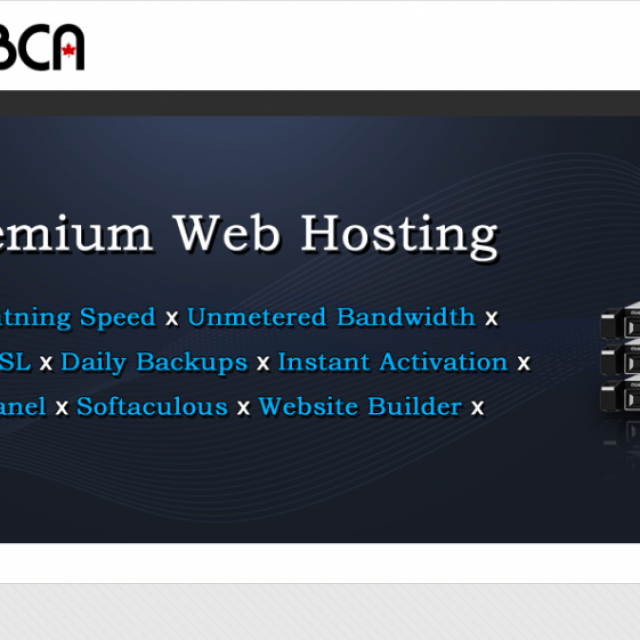 BCA
emium Web Hosting
tning Speed x Unmetered Bandwidth x
SL x Daily Backups x Instant Activation x
anel x Softaculous x Website Builder x